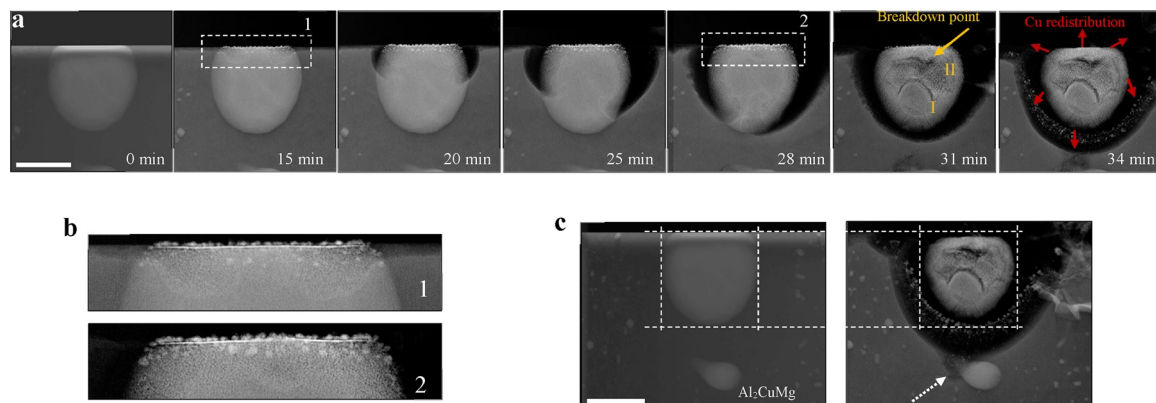 a
1
2
Breakdown point
Cu redistribution
II
I
0 min
15 min
20 min
25 min
28 min
31 min
34 min
b
c
1
2
Al₂CuMg